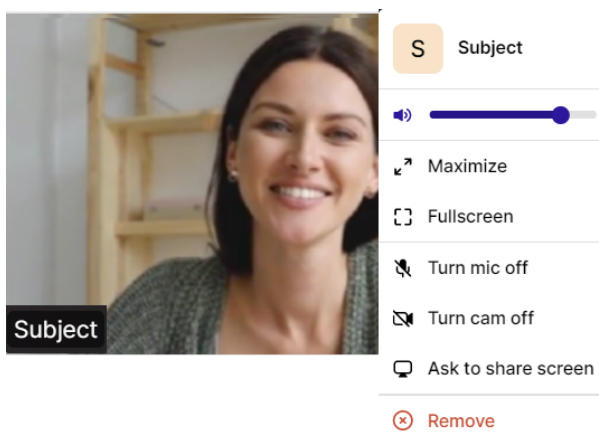 S
Subject
Maximize
Fullscreen
Turn mic off
Turn cam off
Ask to share screen
Remove
Subject